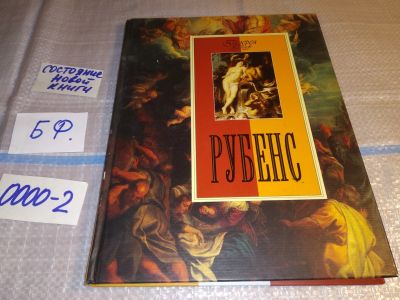 СОСТОЯНИЕ
НОВОЙ
КНИГИ
БФ.
0000-2
РУБЕНС